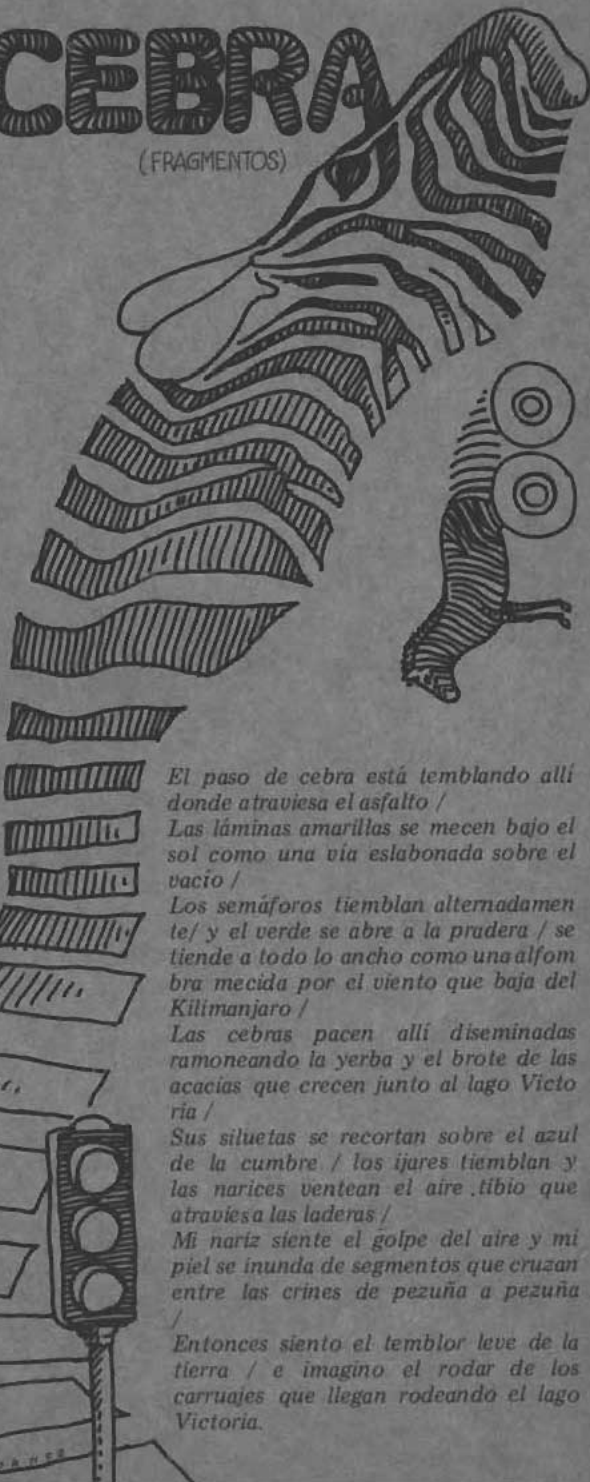 CEBRA
(FRAGMENTOS)
El paso de cebra está temblando allí
donde atraviesa el asfalto /
Las láminas amarillas se mecen bajo el
sol como una vía eslabonada sobre el
vacío /
Los semáforos tiemblan alternadamen
te/ y el verde se abre a la pradera / se
tiende a todo lo ancho como una alfom
bra mecida por el viento que baja del
Kilimanjaro /
Las cebras pacen allí diseminadas
ramoneando la yerba y el brote de las
acacias que crecen junto al lago Victo
ria /
Sus siluetas se recortan sobre el azul
de la cumbre / los ijares tiemblan y
las narices ventean el aire .tibio que
atraviesa las laderas /
Mi nariz siente el golpe del aire y mi
piel se inunda de segmentos que cruzan
entre las crines de pezuña a pezuña
/
Entonces siento el temblor leve de la
tierra / e imagino el rodar de los
carruajes que llegan rodeando el lago
Victoria.